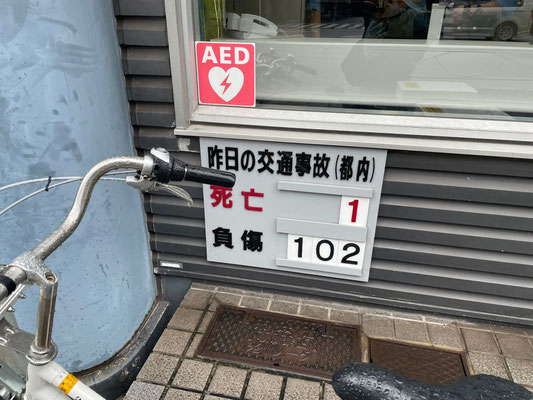 AED
昨日の交通事故(都内)
死亡 1
負傷 102